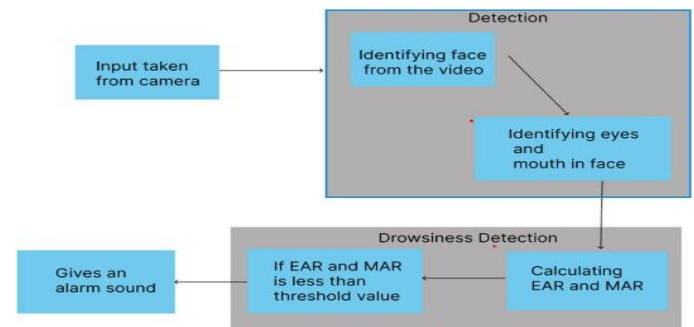 Detection
Input taken
from camera
Identifying face
from the video
Identifying eyes
and
mouth in face
Drowsiness Detection
Calculating
EAR and MAR
If EAR and MAR
is less than
threshold value
Gives an
alarm sound